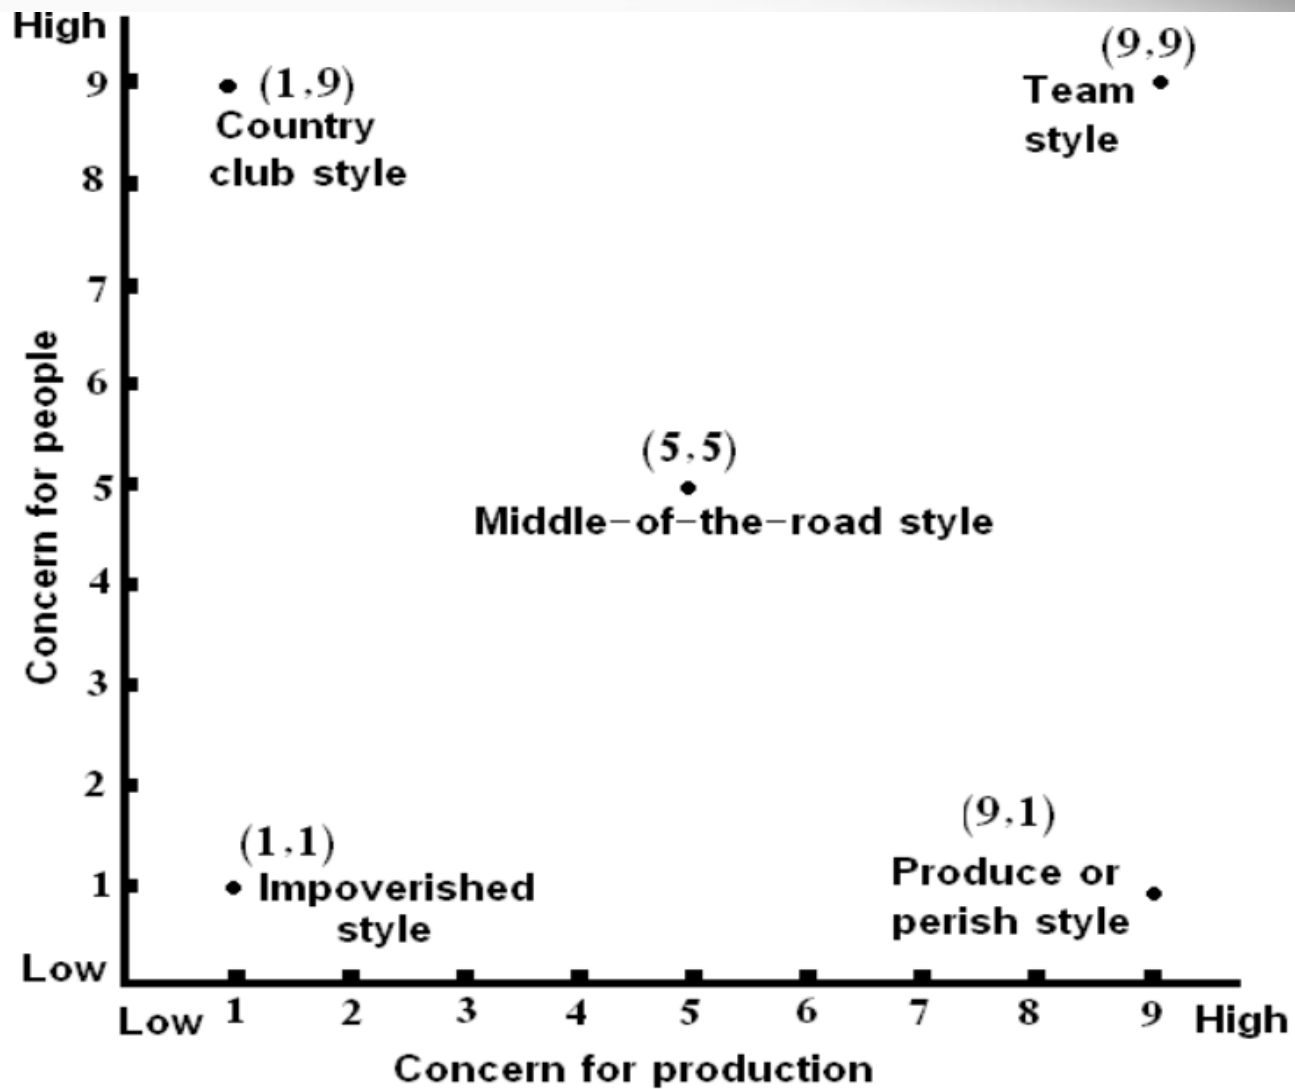 High
(9,9)
9
(1,9)
Team
Country
style
8
club style
7
6
(5,5)
5
Middle-of-the-road style
Concern for people
4
3
2
(9,1)
(1,1)
Produce or
1
Impoverished
perish style
style
Low
Low 1 2 3 4 5 6 7 8 9 High
Concern for production